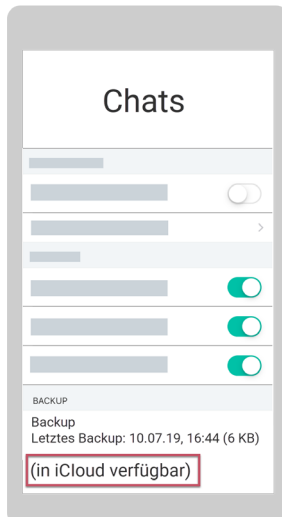 Chats
BACKUP
Backup
Letztes Backup: 10.07.19, 16:44 (6 KB)
(in iCloud verfügbar)